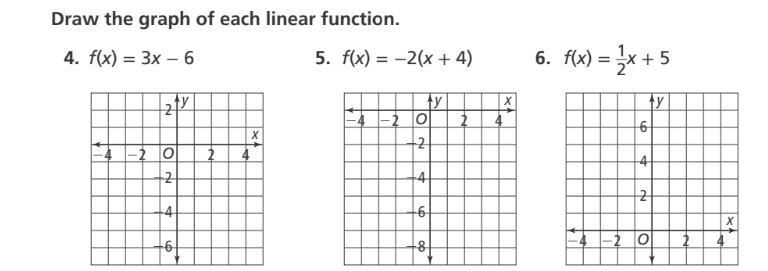 Draw the graph of each linear function.
4. f(x) = 3x – 6
5. f(x) = –2(x + 4)
6. f(x) = 1/2x + 5
y
2
x
–4 –2 O 2 4
–2
–4
–6
y x
–4 –2 O 2 4
–2
–4
–6
–8
y
6
4
2
x
–4 –2 O 2 4